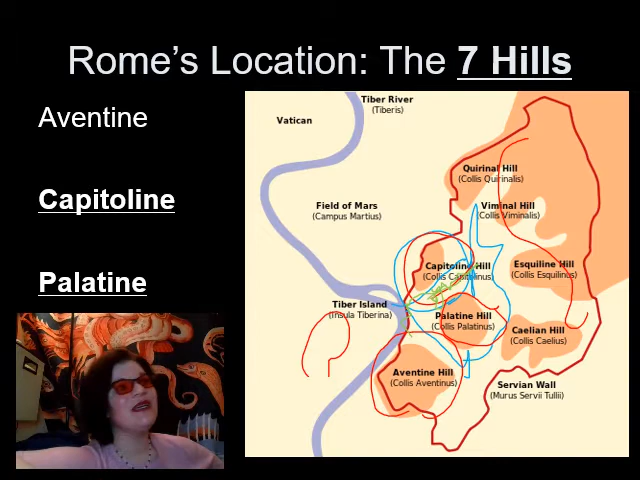 Rome's Location: The 7 Hills
Aventine
Capitoline
Palatine
Tiber River
(Tiberis)
Vatican
Quirinal Hill
(Collis Quirinalis)
Field of Mars
(Campus Martius)
Viminal Hill
(Collis Viminalis)
Capitoline Hill
(Collis Capitolinus)
Esquiline Hill
(Collis Esquilinus)
Tiber Island
(Insula Tiberina)
Palatine Hill
(Collis Palatinus)
Caelian Hill
(Collis Caelius)
Aventine Hill
(Collis Aventinus)
Servian Wall
(Murus Servii Tullii)